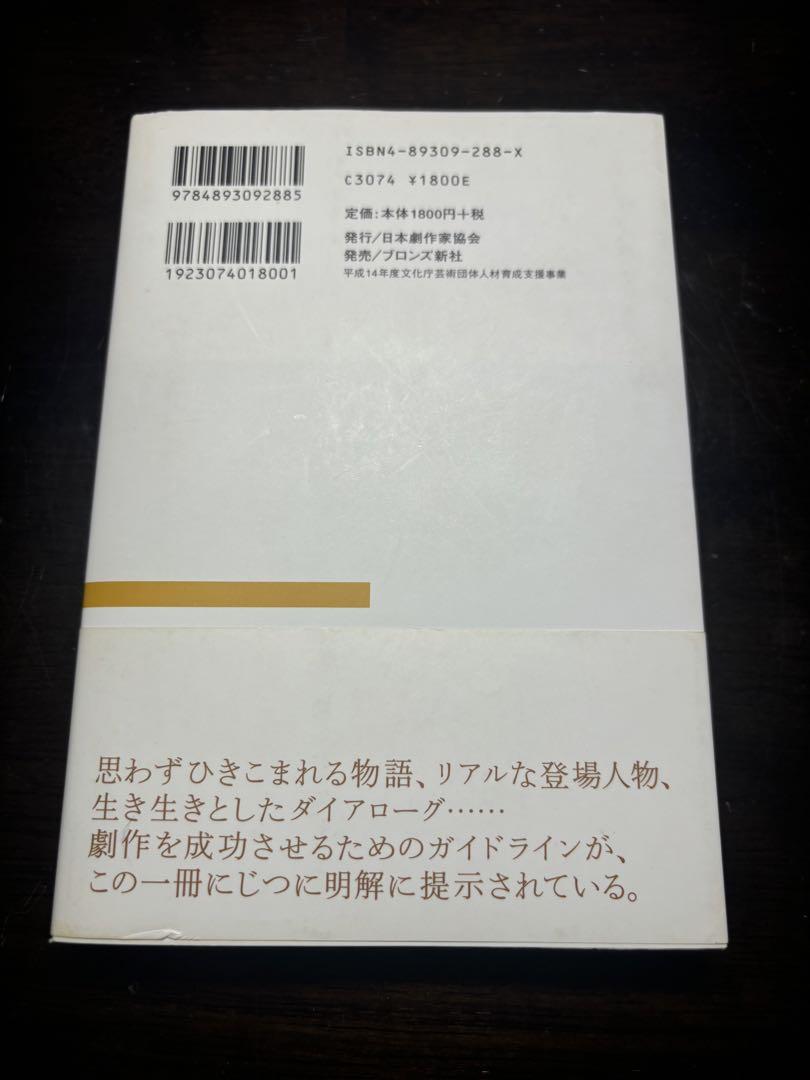 ISBN4-89309-288-X
C3074 ¥1800E
9784893092885
定価:本体1800円+税
発行/日本劇作家協会
発売/ブロンズ新社
平成14年度文化庁芸術団体人材育成支援事業
1923074018001
思わずひきこまれる物語、リアルな登場人物、
生き生きとしたダイアローグ……
劇作を成功させるためのガイドラインが、
この一冊にじつに明解に提示されている。